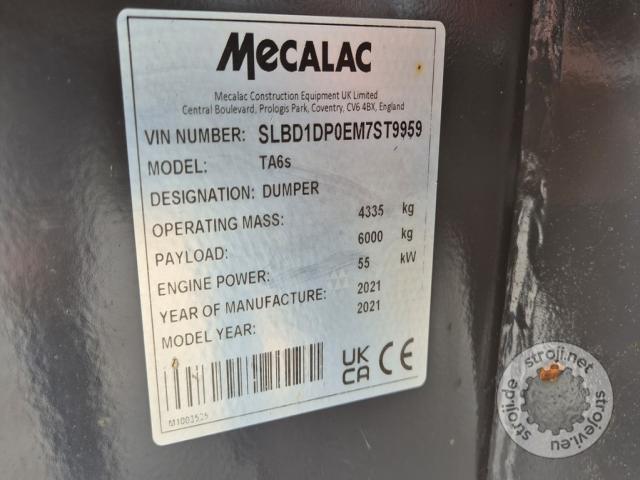 MECALAC
Mecalac Construction Equipment UK Limited
Central Boulevard, Prologis Park, Coventry, CV6 4BX, England
VIN NUMBER: SLBD1DP0EM7ST9959
MODEL: TA6s
DESIGNATION: DUMPER
OPERATING MASS: 4335 kg
PAYLOAD: 6000 kg
ENGINE POWER: 55 kW
YEAR OF MANUFACTURE: 2021
MODEL YEAR: 2021
UK
CA CE
M1003525
stroji.net
stroji.de
strojevi.eu